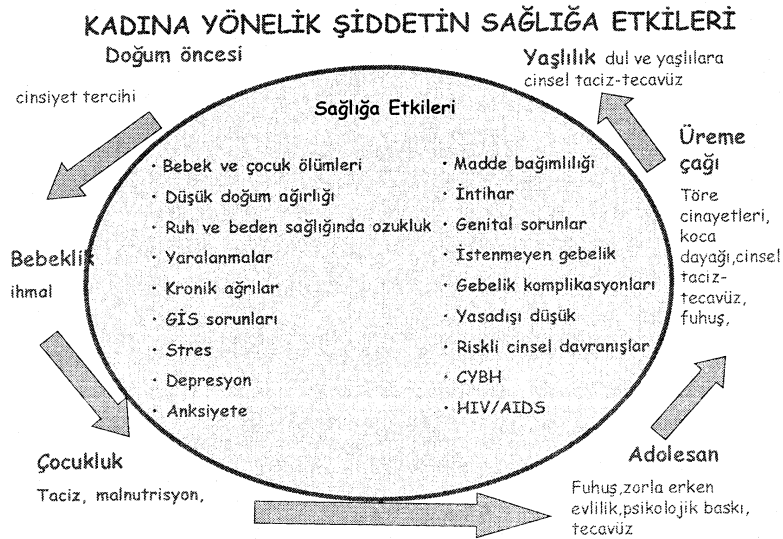 KADINA YÖNELİK ŞİDDETİN SAĞLIĞA ETKİLERİ
Doğum öncesi
cinsiyet tercihi
Bebeklik
ihmal
Çocukluk
Taciz, malnutrisyon,
Adolesan
Fuhuş,zorla erken
evlilik,psikolojik baskı,
tecavüz
Üreme
çağı
Töre
cinayetleri,
koca
dayağı,cinsel
taciz-
tecavüz,
fuhuş,
Yaşlılık dul ve yaşlılara
cinsel taciz-tecavüz
Sağlığa Etkileri
· Bebek ve çocuk ölümleri
· Düşük doğum ağırlığı
· Ruh ve beden sağlığında ozukluk
· Yaralanmalar
· Kronik ağrılar
· GİS sorunları
· Stres
· Depresyon
· Anksiyete
· Madde bağımlılığı
· İntihar
· Genital sorunlar
· İstenmeyen gebelik
· Gebelik komplikasyonları
· Yasadışı düşük
· Riskli cinsel davranışlar
· CYBH
· HIV/AIDS